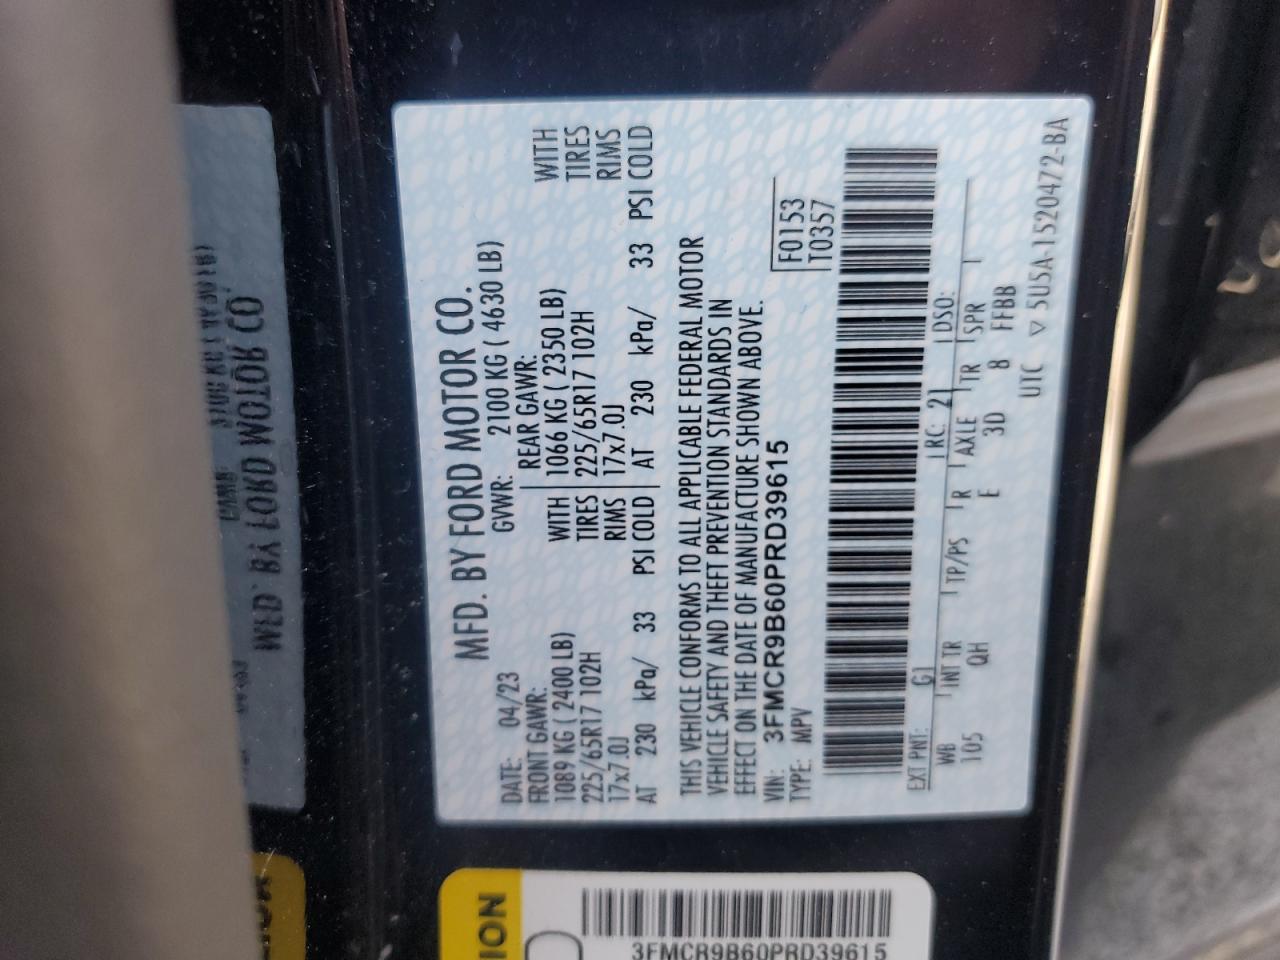 MFD. BY FORD MOTOR CO.
DATE: 04/23 GVWR: 2100 KG ( 4630 LB)
FRONT GAWR: REAR GAWR:
1089 KG ( 2400 LB) WITH 1066 KG ( 2350 LB) WITH
225/65R17 102H TIRES 225/65R17 102H TIRES
17x7.0J RIMS 17x7.0J RIMS
AT 230 kPa/ 33 PSI COLD AT 230 kPa/ 33 PSI COLD
THIS VEHICLE CONFORMS TO ALL APPLICABLE FEDERAL MOTOR
VEHICLE SAFETY AND THEFT PREVENTION STANDARDS IN
EFFECT ON THE DATE OF MANUFACTURE SHOWN ABOVE.
VIN: 3FMCR9B60PRD39615 F0153
TYPE: MPV T0357
EXT PNT: G1 RC: 21 DSO:
WB INT TR TP/PS R AXLE TR SPR
105 QH E 3D 8 FFBB
UTC ▽ 5U5A-1520472-BA
ION
3FMCR9B60PRD39615